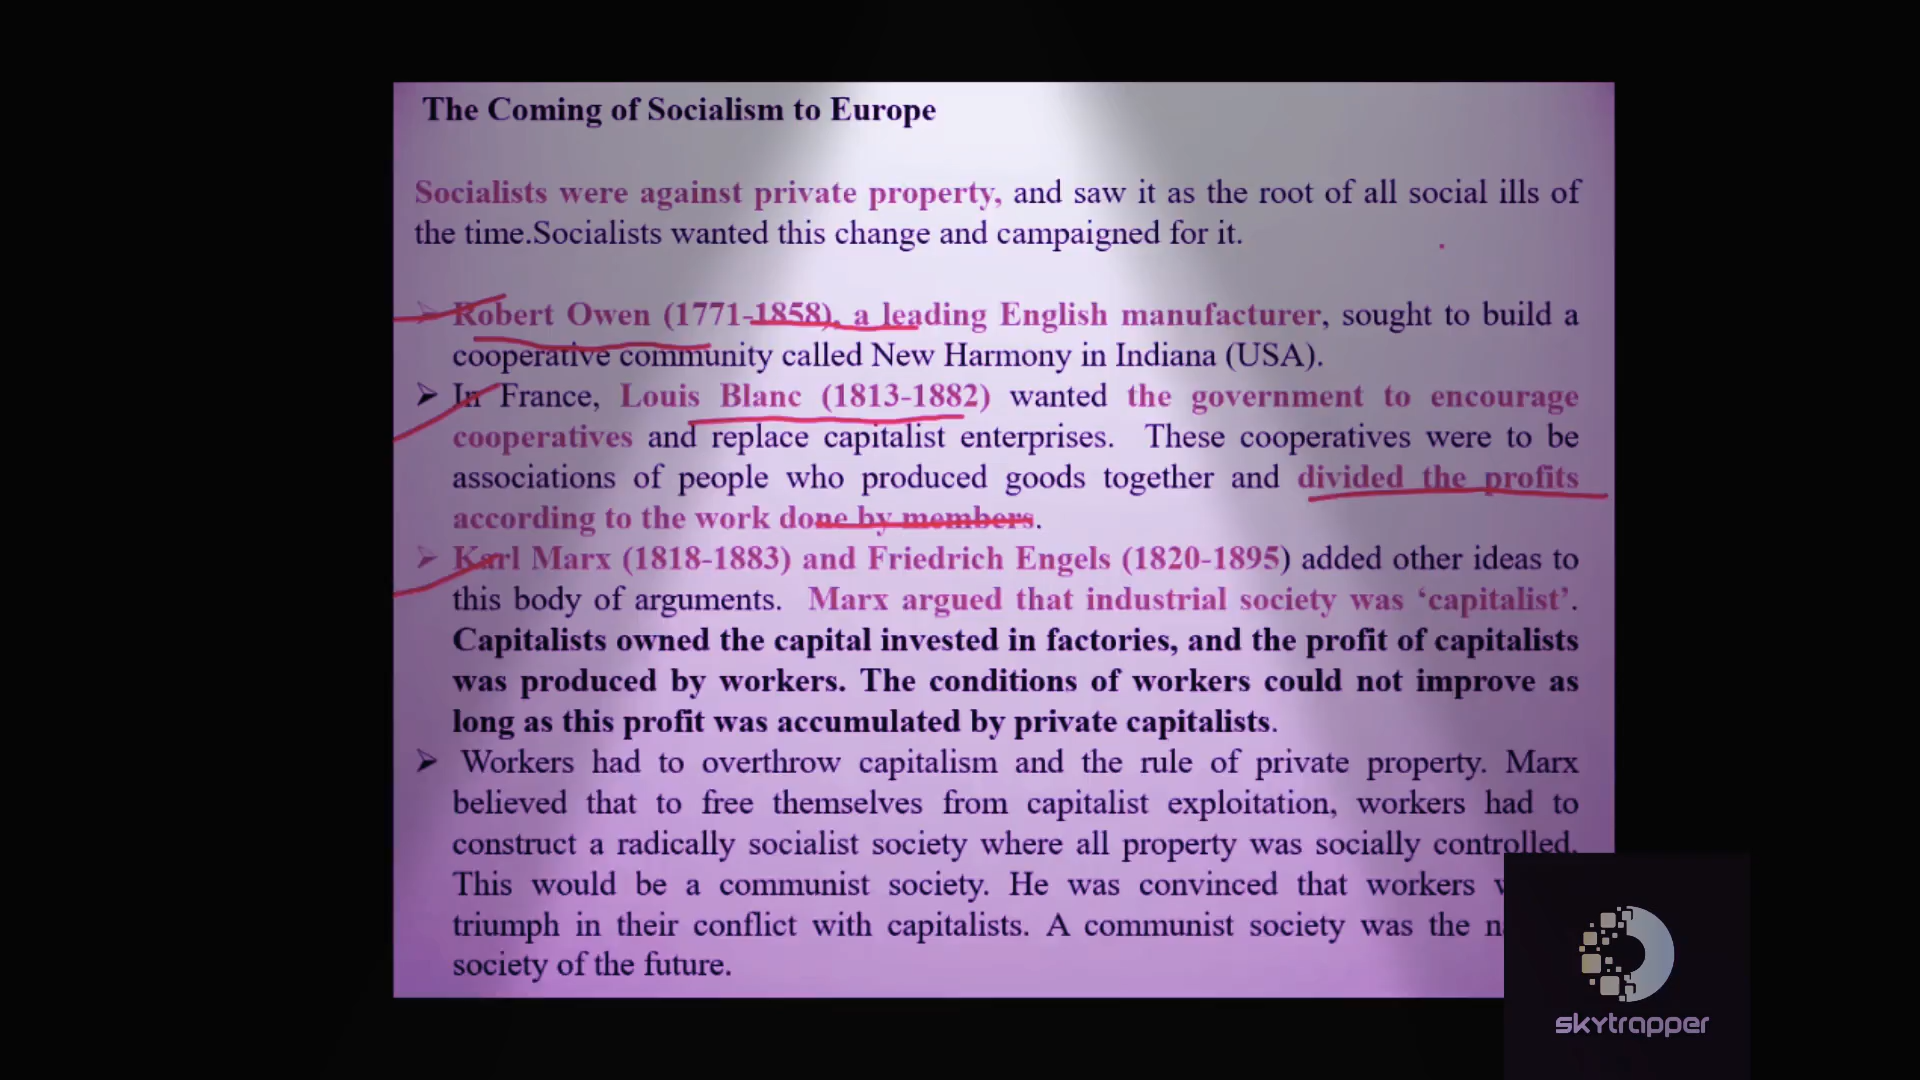 The Coming of Socialism to Europe
Socialists were against private property, and saw it as the root of all social ills of
the time.Socialists wanted this change and campaigned for it.
Robert Owen (1771-1858), a leading English manufacturer, sought to build a
cooperative community called New Harmony in Indiana (USA).
In France, Louis Blanc (1813-1882) wanted the government to encourage
cooperatives and replace capitalist enterprises. These cooperatives were to be
associations of people who produced goods together and divided the profits
according to the work done by members.
Karl Marx (1818-1883) and Friedrich Engels (1820-1895) added other ideas to
this body of arguments. Marx argued that industrial society was ‘capitalist’.
Capitalists owned the capital invested in factories, and the profit of capitalists
was produced by workers. The conditions of workers could not improve as
long as this profit was accumulated by private capitalists.
Workers had to overthrow capitalism and the rule of private property. Marx
believed that to free themselves from capitalist exploitation, workers had to
construct a radically socialist society where all property was socially controlled.
This would be a communist society. He was convinced that workers
triumph in their conflict with capitalists. A communist society was the
society of the future.
skytrapper